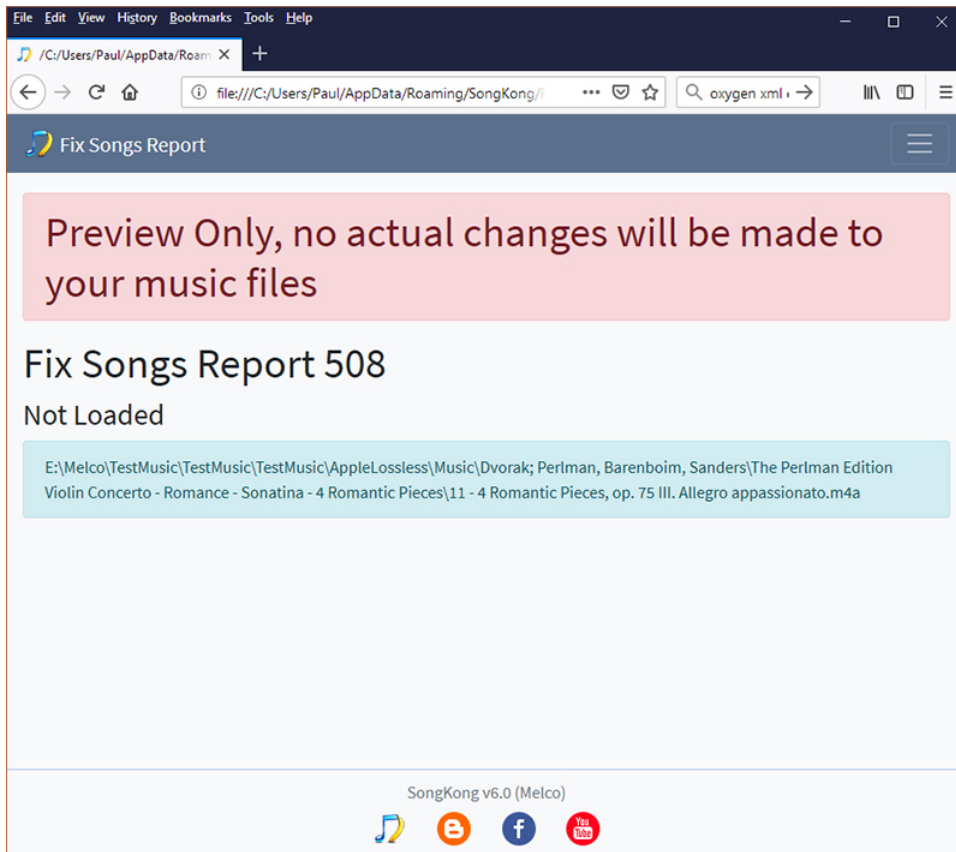 File Edit View History Bookmarks Tools Help
/C:/Users/Paul/AppData/Roam
file:///C:/Users/Paul/AppData/Roaming/SongKong/
oxygen xml
Fix Songs Report
Preview Only, no actual changes will be made to
your music files
Fix Songs Report 508
Not Loaded
E:\Melco\TestMusic\TestMusic\TestMusic\AppleLossless\Music\Dvorak; Perlman, Barenboim, Sanders\The Perlman Edition
Violin Concerto - Romance - Sonatina - 4 Romantic Pieces\11 - 4 Romantic Pieces, op. 75 III. Allegro appassionato.m4a
SongKong v6.0 (Melco)
You
Tube